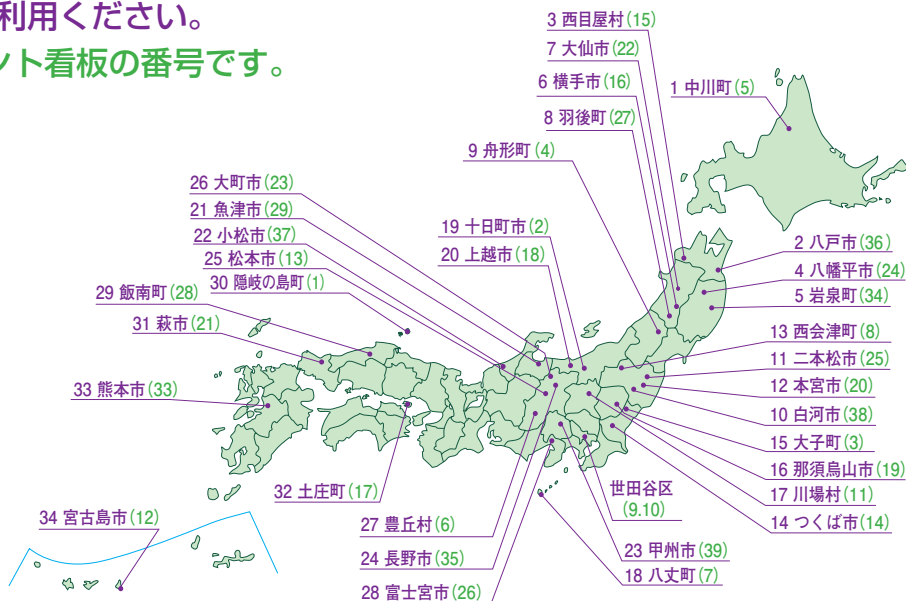 利用ください。
ント看板の番号です。
3 西目屋村(15)
7 大仙市(22)
6 横手市(16)
1 中川町(5)
8 羽後町(27)
9 舟形町(4)
26 大町市(23)
21 魚津市(29)
19 十日町市(2)
22 小松市(37)
2 八戸市(36)
20 上越市(18)
25 松本市(13)
4 八幡平市(24)
30 隠岐の島町(1)
29 飯南町(28)
5 岩泉町(34)
31 萩市(21)
13 西会津町(8)
11 二本松市(25)
33 熊本市(33)
12 本宮市(20)
10 白河市(38)
15 大子町(3)
16 那須烏山市(19)
32 土庄町(17)
世田谷区
(9.10)
17 川場村(11)
34 宮古島市(12)
27 豊丘村(6)
14 つくば市(14)
24 長野市(35)
23 甲州市(39)
18 八丈町(7)
28 富士宮市(26)